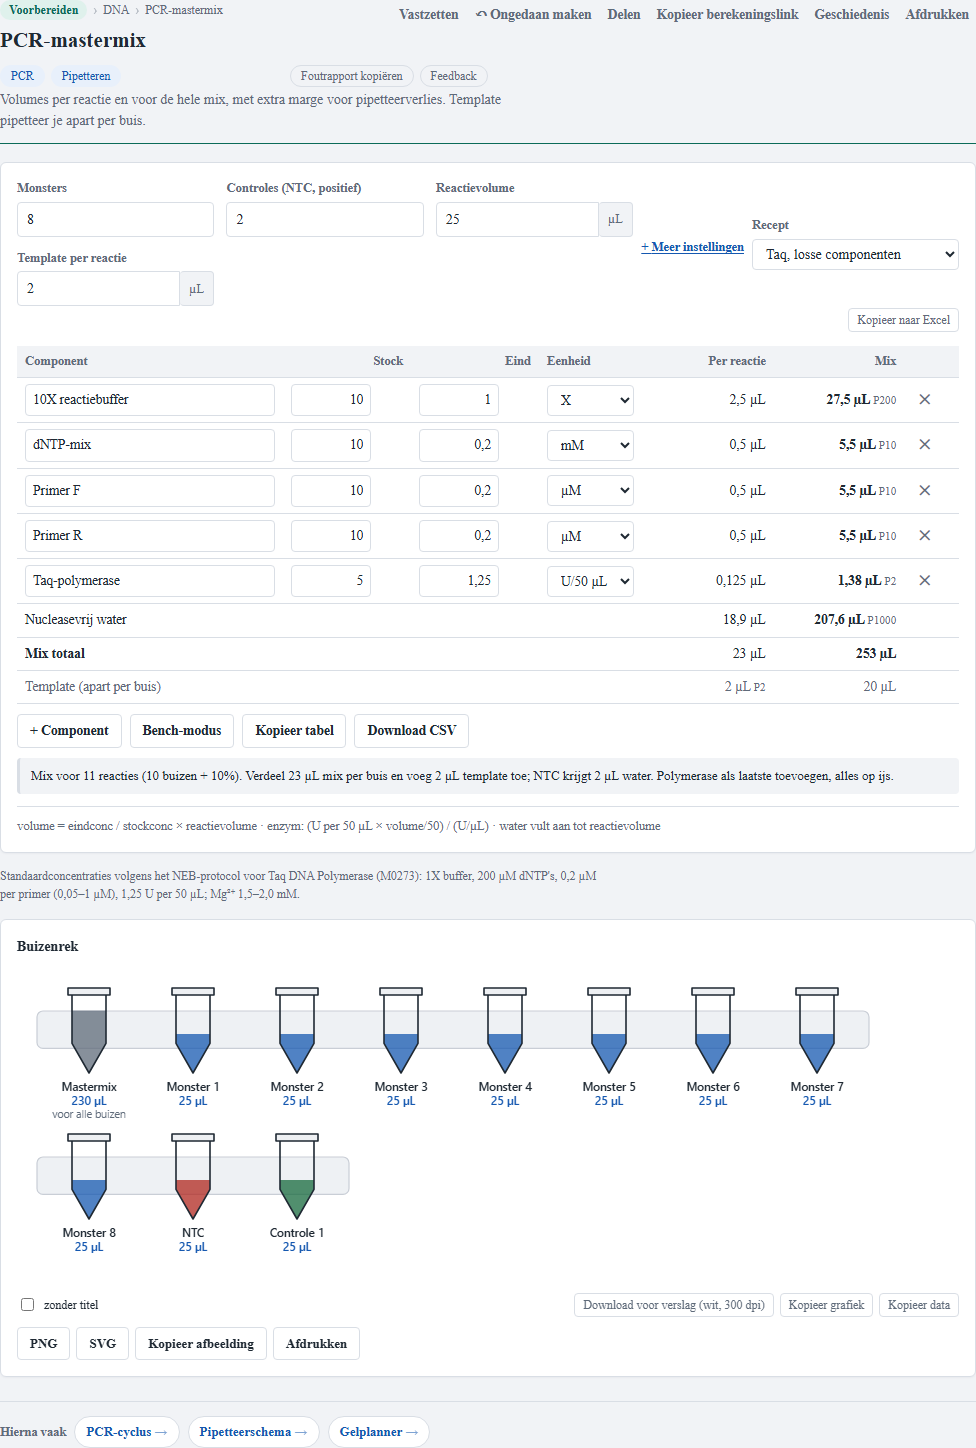 Voorbereiden › DNA › PCR-mastermix
Vastzetten ↶ Ongedaan maken Delen Kopieer berekeningslink Geschiedenis Afdrukken
PCR-mastermix
PCR Pipetteren Foutrapport kopiëren Feedback
Volumes per reactie en voor de hele mix, met extra marge voor pipetteerverlies. Template
pipetteer je apart per buis.
Monsters Controles (NTC, positief) Reactievolume
8 2 25 µL
+ Meer instellingen
Recept
Taq, losse componenten
Template per reactie
2 µL
Kopieer naar Excel
Component Stock Eind Eenheid Per reactie Mix
10X reactiebuffer 10 1 X 2,5 µL 27,5 µL P200 ✕
dNTP-mix 10 0,2 mM 0,5 µL 5,5 µL P10 ✕
Primer F 10 0,2 µM 0,5 µL 5,5 µL P10 ✕
Primer R 10 0,2 µM 0,5 µL 5,5 µL P10 ✕
Taq-polymerase 5 1,25 U/50 µL 0,125 µL 1,38 µL P2 ✕
Nucleasevrij water 18,9 µL 207,6 µL P1000
Mix totaal 23 µL 253 µL
Template (apart per buis) 2 µL P2 20 µL
+ Component Bench-modus Kopieer tabel Download CSV
Mix voor 11 reacties (10 buizen + 10%). Verdeel 23 µL mix per buis en voeg 2 µL template toe; NTC krijgt 2 µL water. Polymerase als laatste toevoegen, alles op ijs.
volume = eindconc / stockconc × reactievolume · enzym: (U per 50 µL × volume/50) / (U/µL) · water vult aan tot reactievolume
Standaardconcentraties volgens het NEB-protocol voor Taq DNA Polymerase (M0273): 1X buffer, 200 µM dNTP's, 0,2 µM
per primer (0,05–1 µM), 1,25 U per 50 µL; Mg²⁺ 1,5–2,0 mM.
Buizenrek
Mastermix Monster 1 Monster 2 Monster 3 Monster 4 Monster 5 Monster 6 Monster 7
230 µL 25 µL 25 µL 25 µL 25 µL 25 µL 25 µL 25 µL
voor alle buizen
Monster 8 NTC Controle 1
25 µL 25 µL 25 µL
zonder titel Download voor verslag (wit, 300 dpi) Kopieer grafiek Kopieer data
PNG SVG Kopieer afbeelding Afdrukken
Hierna vaak PCR-cyclus → Pipetteerschema → Gelplanner →